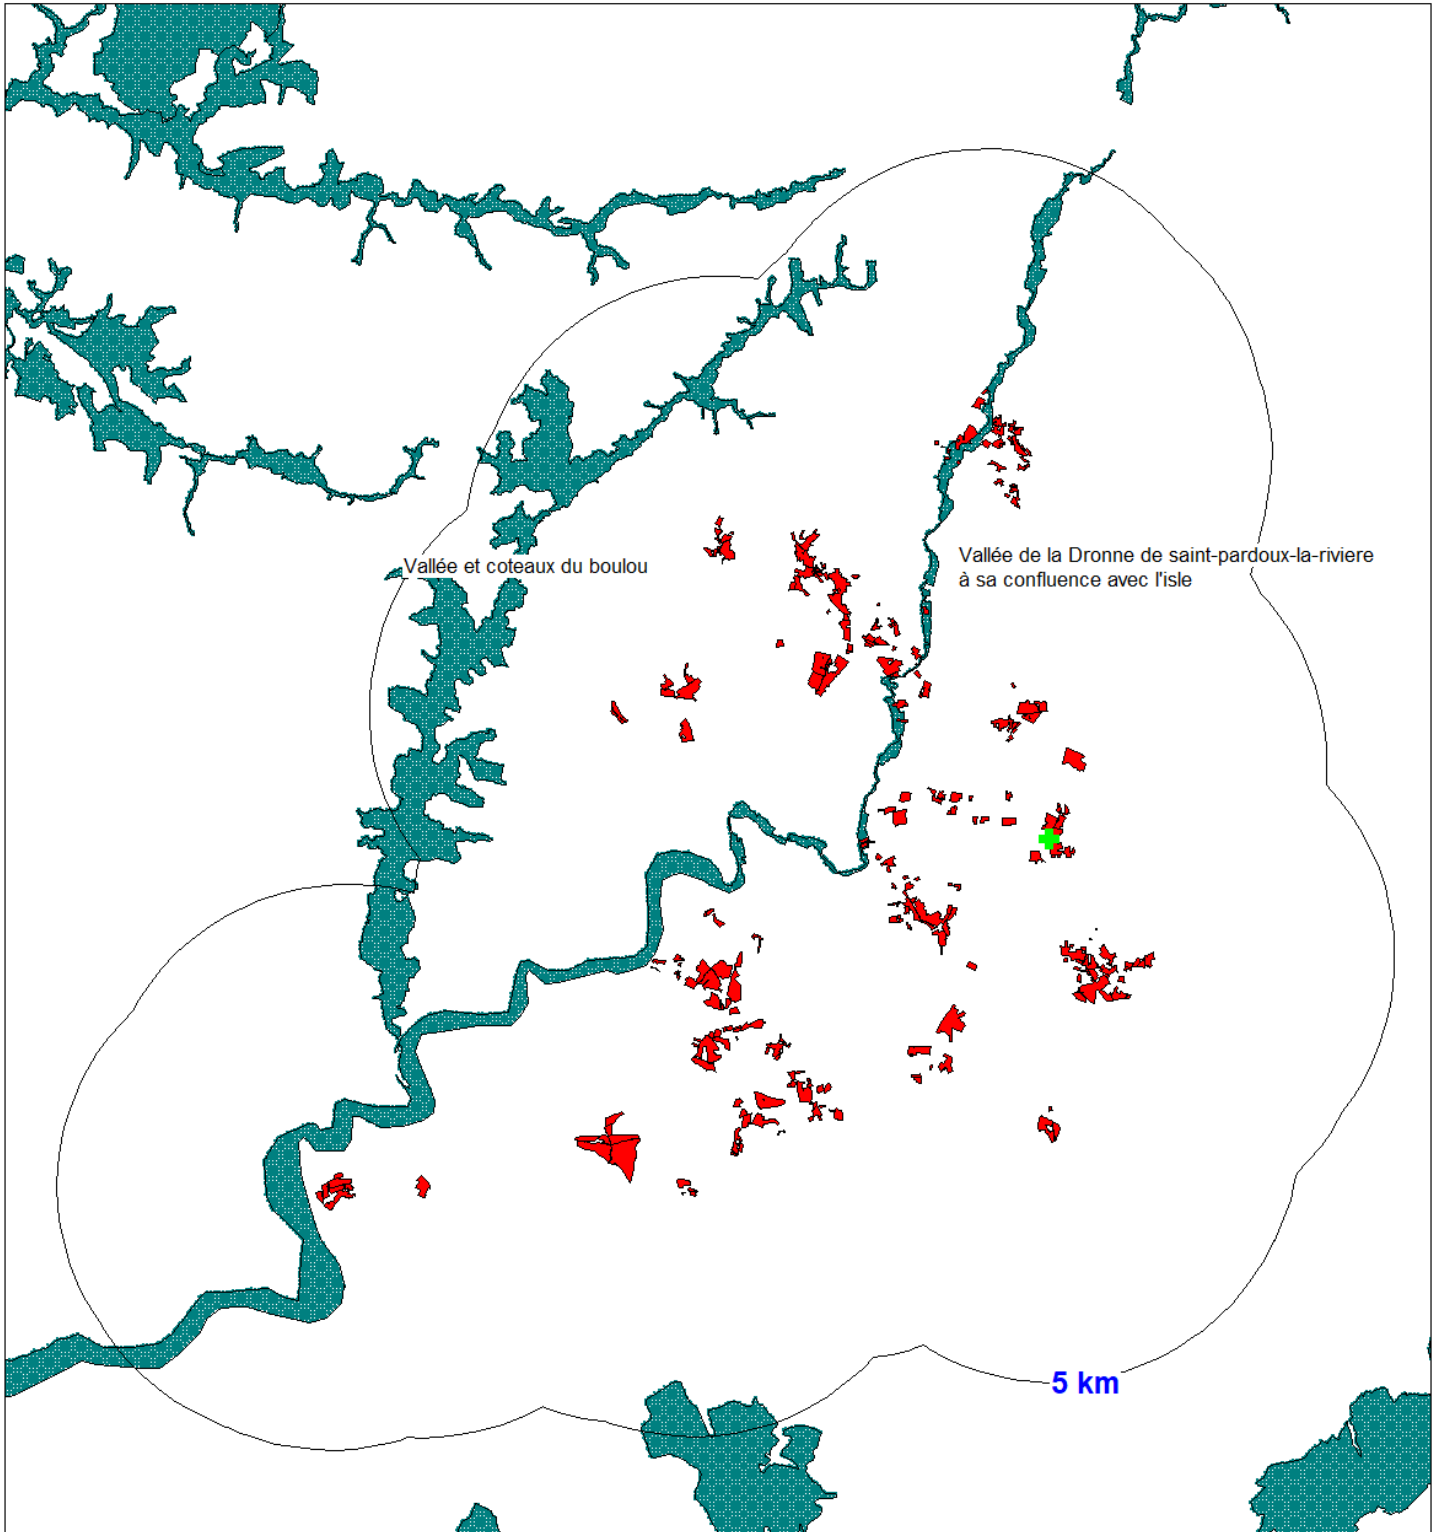 Vallée et coteaux du boulou
Vallée de la Dronne de saint-pardoux-la-riviere
à sa confluence avec l'isle
5 km